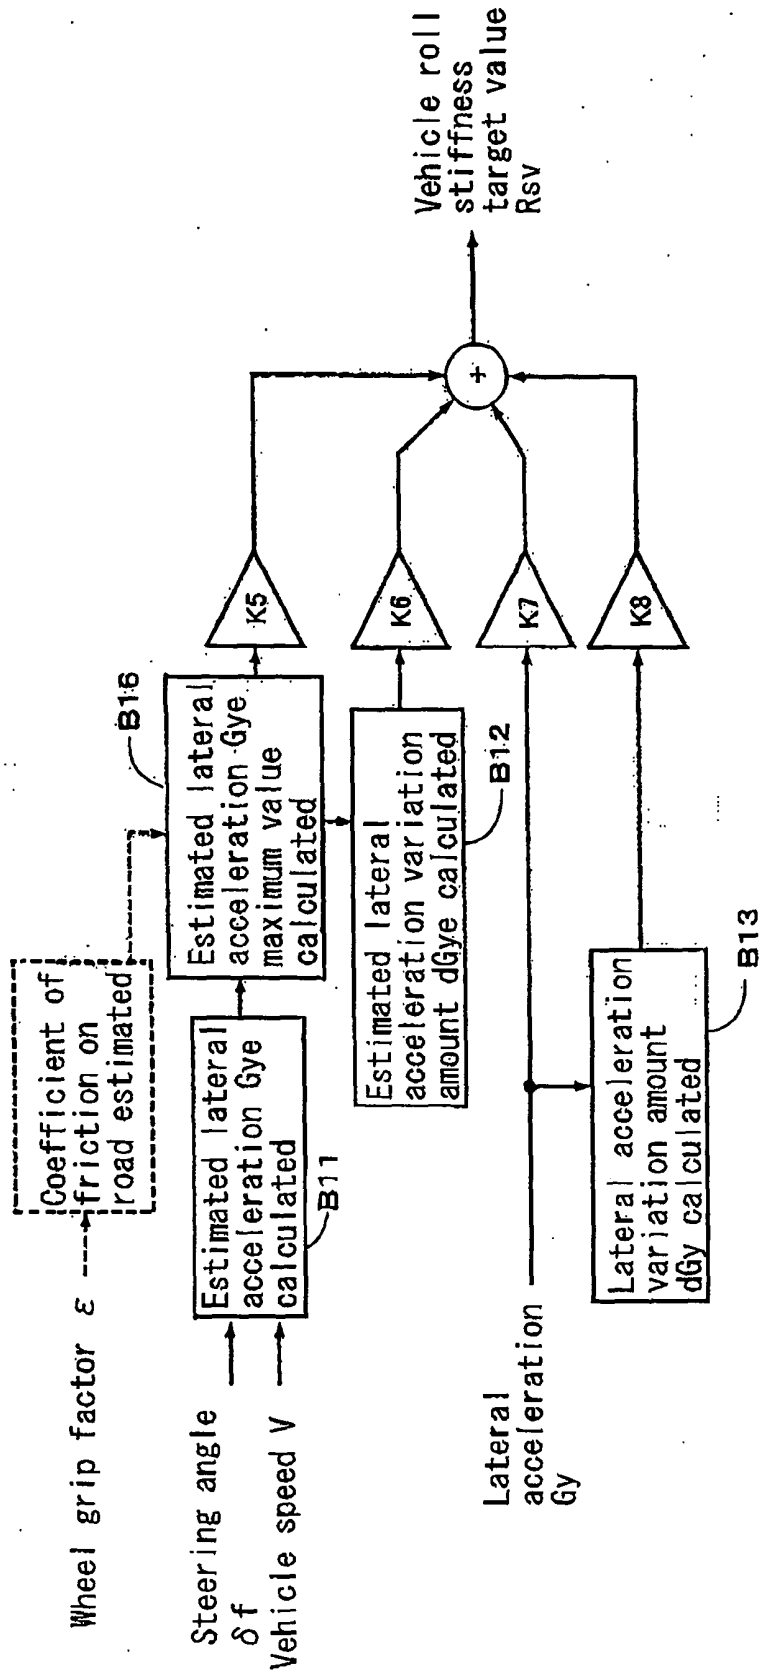 Wheel grip factor ε
Coefficient of
friction on
road estimated
Steering angle
δf
Vehicle speed V
Estimated lateral
acceleration Gye
calculated
B11
B16
Estimated lateral
acceleration Gye
maximum value
calculated
Estimated lateral
acceleration variation
amount dGye calculated
B12
Lateral
acceleration
Gy
Lateral acceleration
variation amount
dGy calculated
B13
K5
K6
K7
K8
+
Vehicle roll
stiffness
target value
Rsv